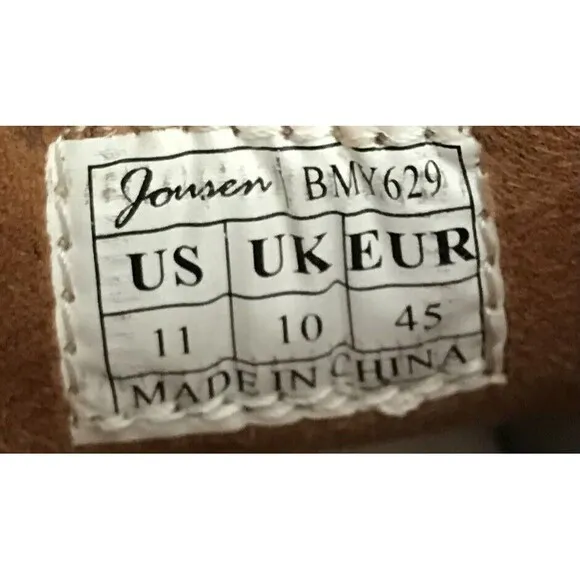 Jousen BMY629
US UK EUR
11 10 45
MADE IN CHINA